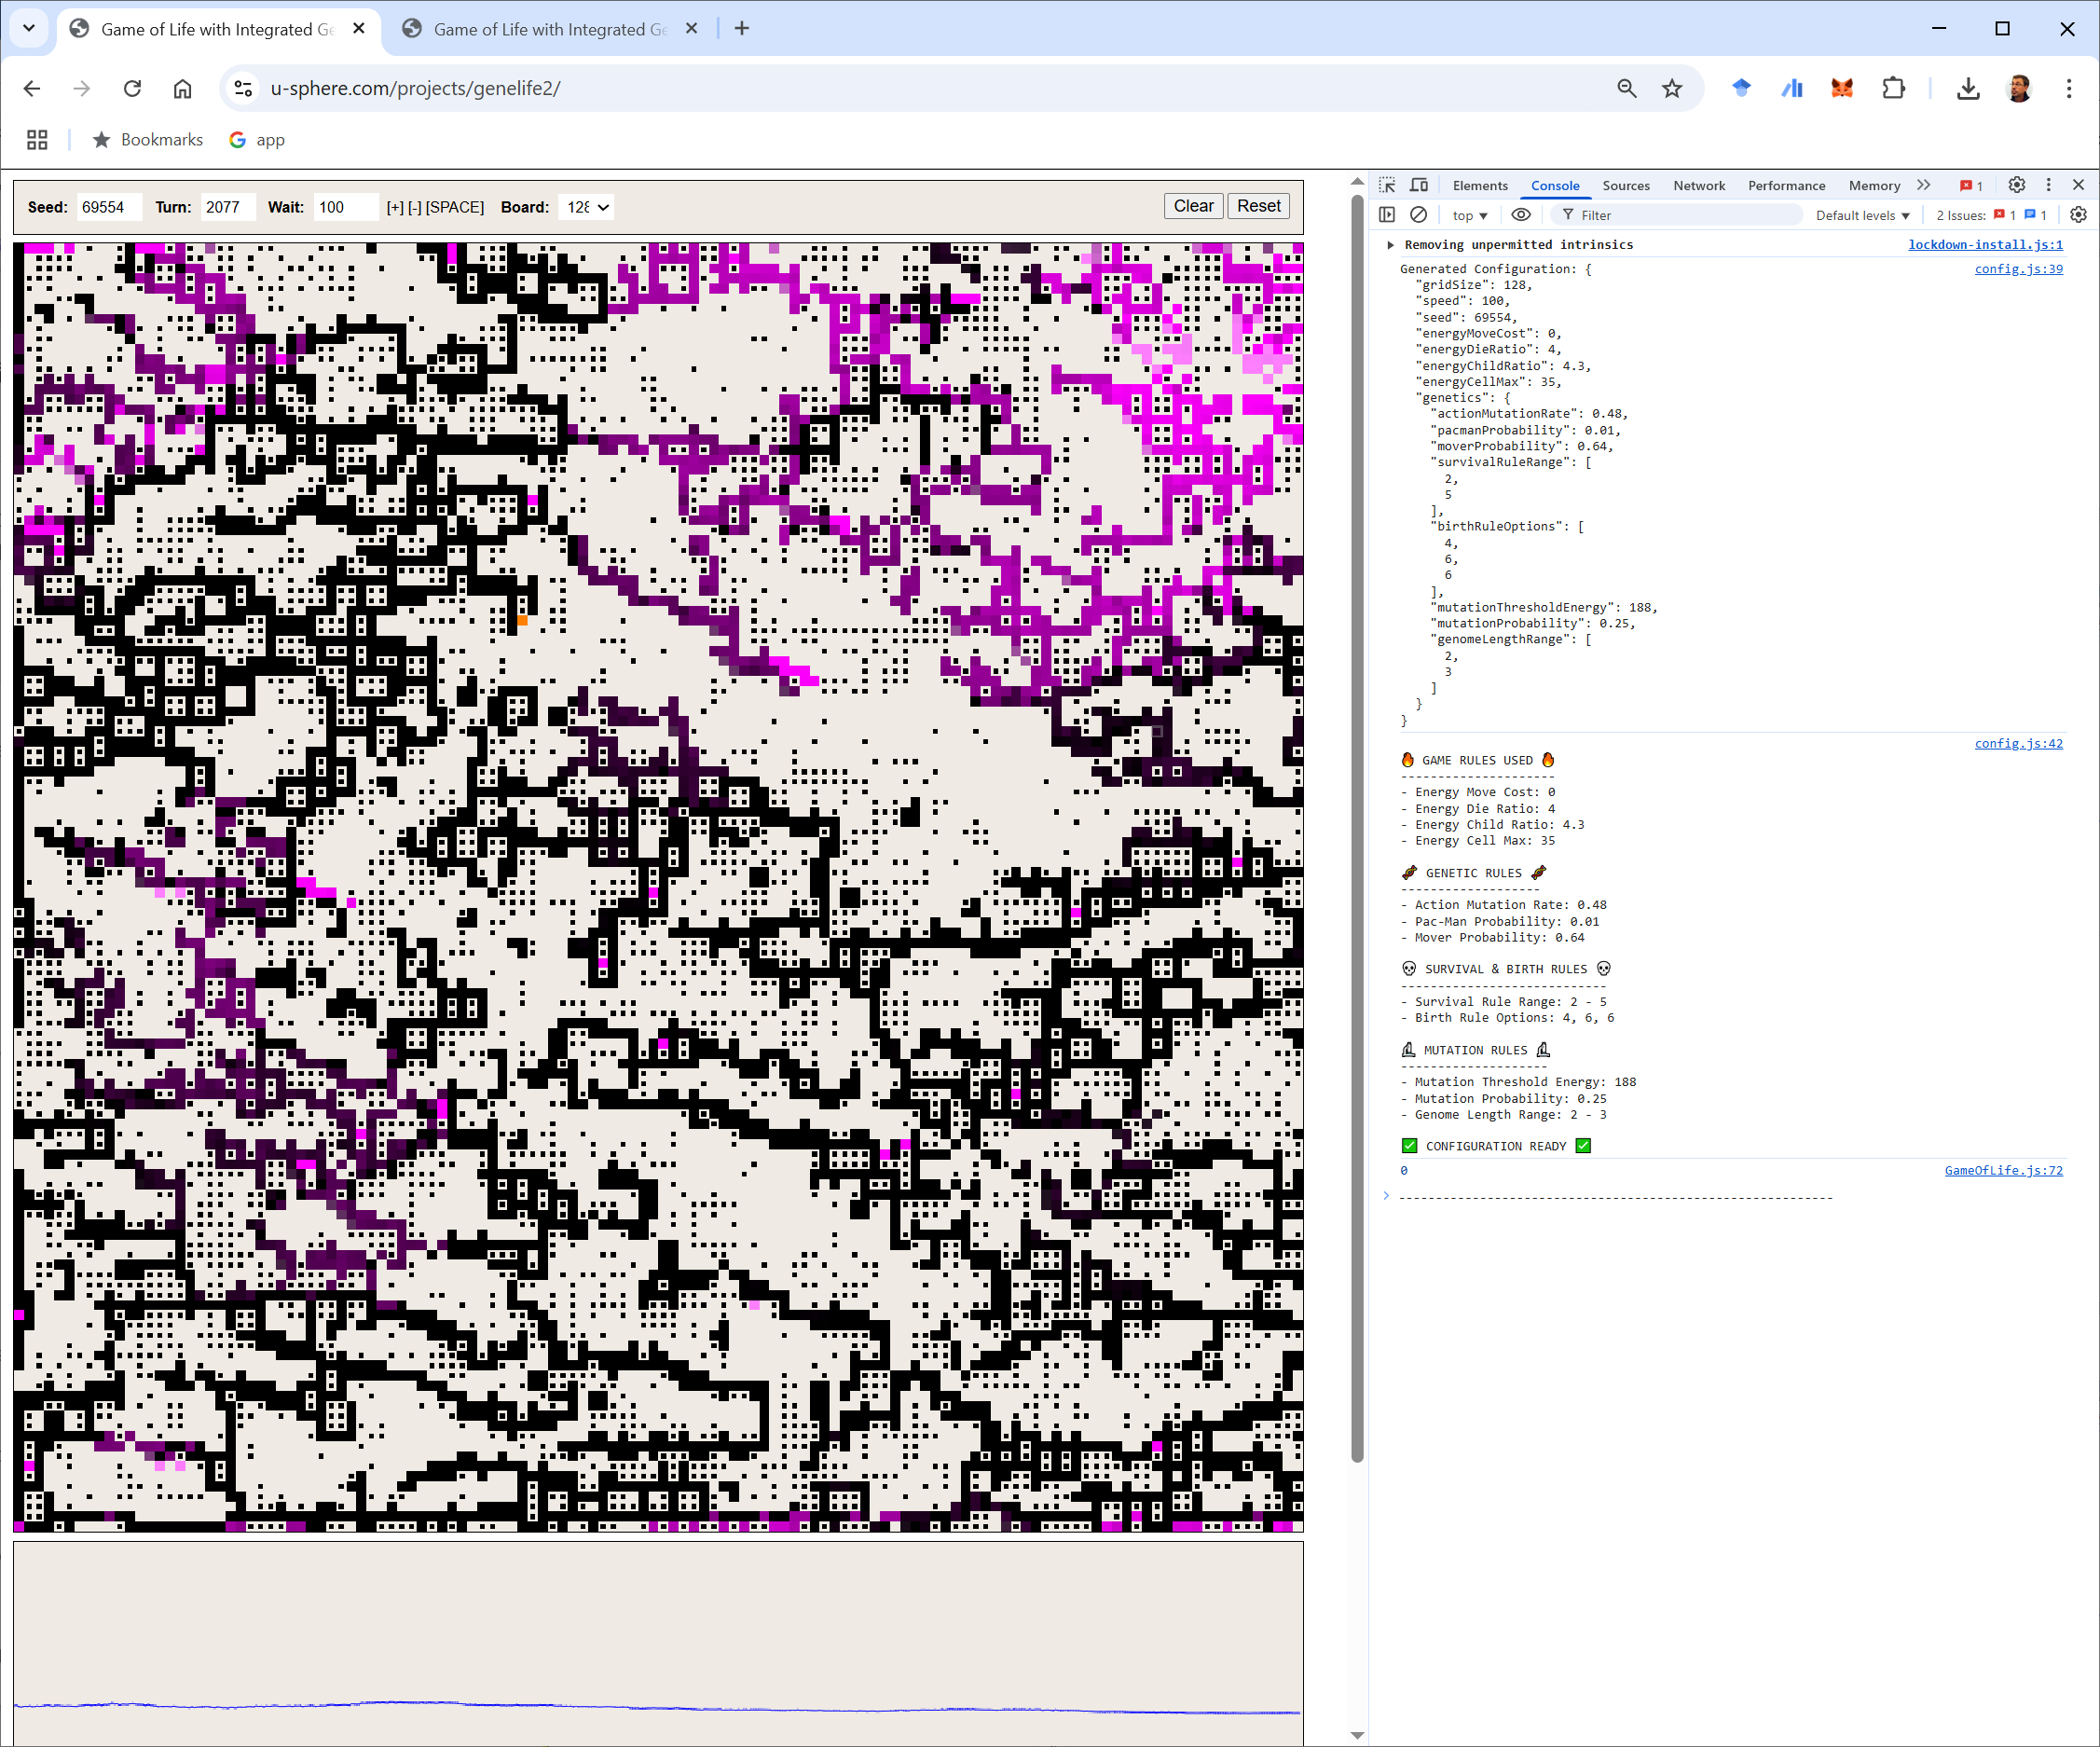 Game of Life with Integrated Ge
Game of Life with Integrated Ge
u-sphere.com/projects/genelife2/
Bookmarks
app
Seed: 69554 Turn: 2077 Wait: 100 [+] [-] [SPACE] Board: 128
Clear Reset
Elements Console Sources Network Performance Memory 1
top Filter Default levels 2 Issues: 1 1
Removing unpermitted intrinsics lockdown-install.js:1
Generated Configuration: { config.js:39
"gridSize": 128,
"speed": 100,
"seed": 69554,
"energyMoveCost": 0,
"energyDieRatio": 4,
"energyChildRatio": 4.3,
"energyCellMax": 35,
"genetics": {
"actionMutationRate": 0.48,
"pacmanProbability": 0.01,
"moverProbability": 0.64,
"survivalRuleRange": [
2,
5
],
"birthRuleOptions": [
4,
6,
6
],
"mutationThresholdEnergy": 188,
"mutationProbability": 0.25,
"genomeLengthRange": [
2,
3
]
}
}
config.js:42
🔥 GAME RULES USED 🔥
---------------------
- Energy Move Cost: 0
- Energy Die Ratio: 4
- Energy Child Ratio: 4.3
- Energy Cell Max: 35
GENETIC RULES
-------------------
- Action Mutation Rate: 0.48
- Pac-Man Probability: 0.01
- Mover Probability: 0.64
💀 SURVIVAL & BIRTH RULES 💀
----------------------------
- Survival Rule Range: 2 - 5
- Birth Rule Options: 4, 6, 6
MUTATION RULES
--------------------
- Mutation Threshold Energy: 188
- Mutation Probability: 0.25
- Genome Length Range: 2 - 3
✅ CONFIGURATION READY ✅
0 GameOfLife.js:72
-----------------------------------------------------------